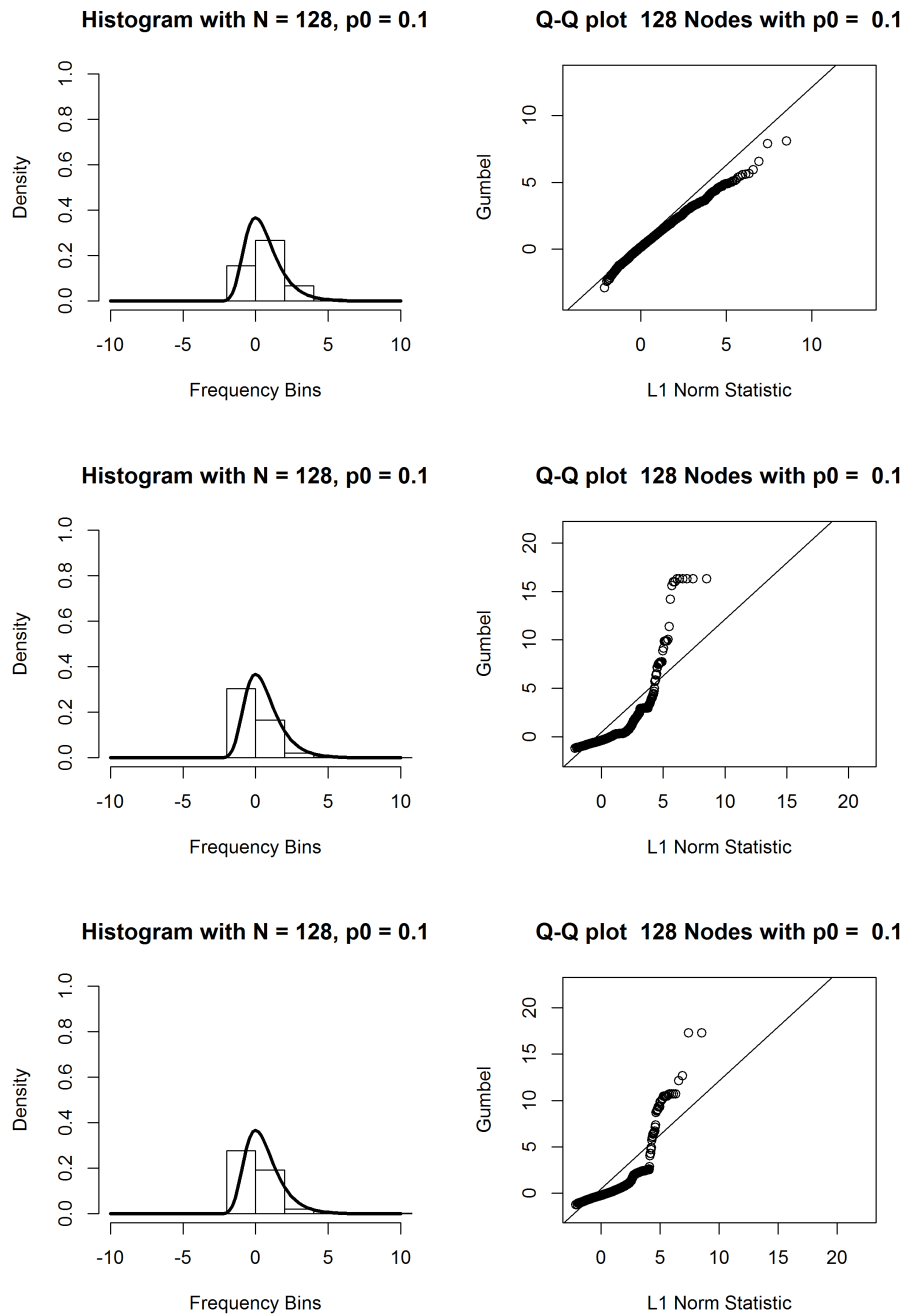 Histogram with N = 128, p0 = 0.1
Density
0.0 0.2 0.4 0.6 0.8 1.0
-10 -5 0 5 10
Frequency Bins
Q-Q plot 128 Nodes with p0 = 0.1
Gumbel
0 5 10
0 5 10
L1 Norm Statistic
Histogram with N = 128, p0 = 0.1
Density
0.0 0.2 0.4 0.6 0.8 1.0
-10 -5 0 5 10
Frequency Bins
Q-Q plot 128 Nodes with p0 = 0.1
Gumbel
0 5 10 15 20
0 5 10 15 20
L1 Norm Statistic
Histogram with N = 128, p0 = 0.1
Density
0.0 0.2 0.4 0.6 0.8 1.0
-10 -5 0 5 10
Frequency Bins
Q-Q plot 128 Nodes with p0 = 0.1
Gumbel
0 5 10 15 20
0 5 10 15 20
L1 Norm Statistic